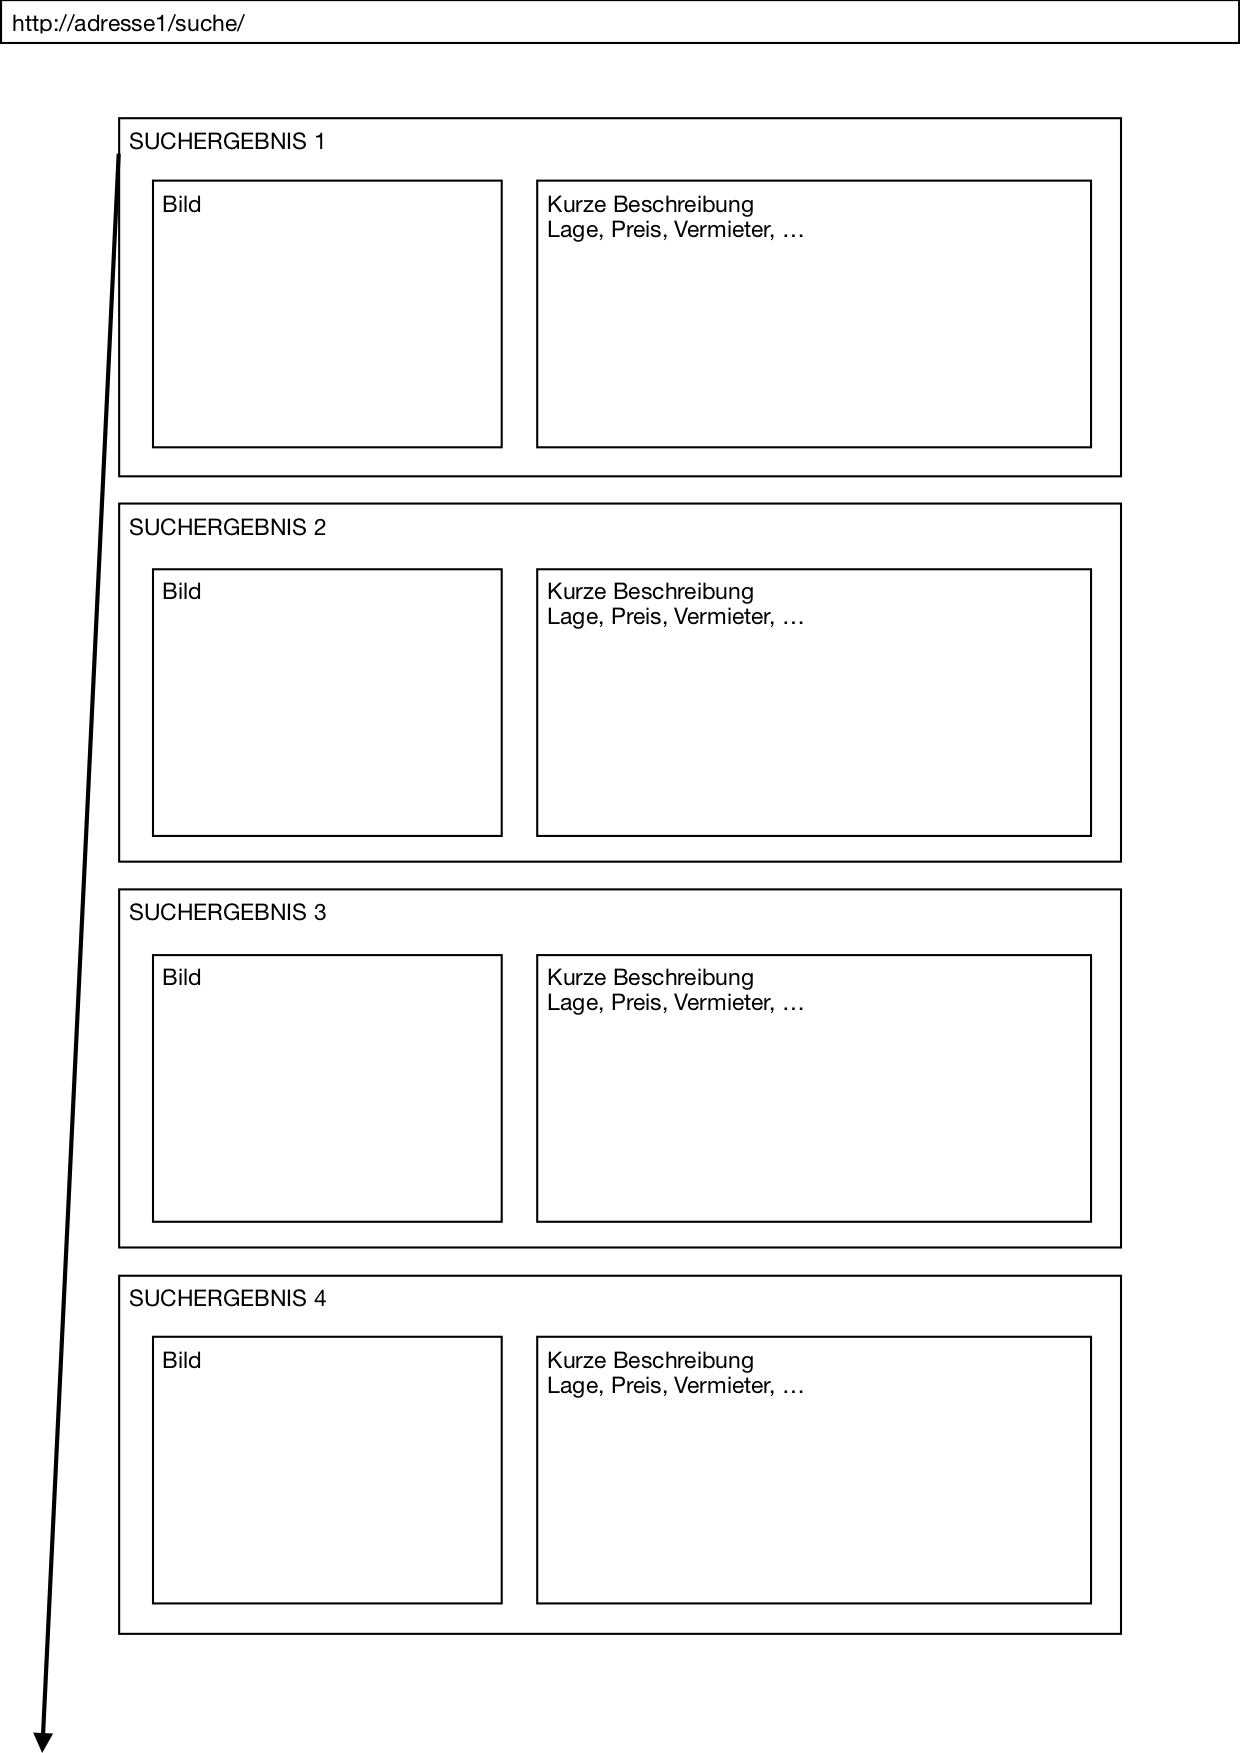 http://adresse1/suche/
SUCHERGEBNIS 1
Bild
Kurze Beschreibung
Lage, Preis, Vermieter, …
SUCHERGEBNIS 2
Bild
Kurze Beschreibung
Lage, Preis, Vermieter, …
SUCHERGEBNIS 3
Bild
Kurze Beschreibung
Lage, Preis, Vermieter, …
SUCHERGEBNIS 4
Bild
Kurze Beschreibung
Lage, Preis, Vermieter, …